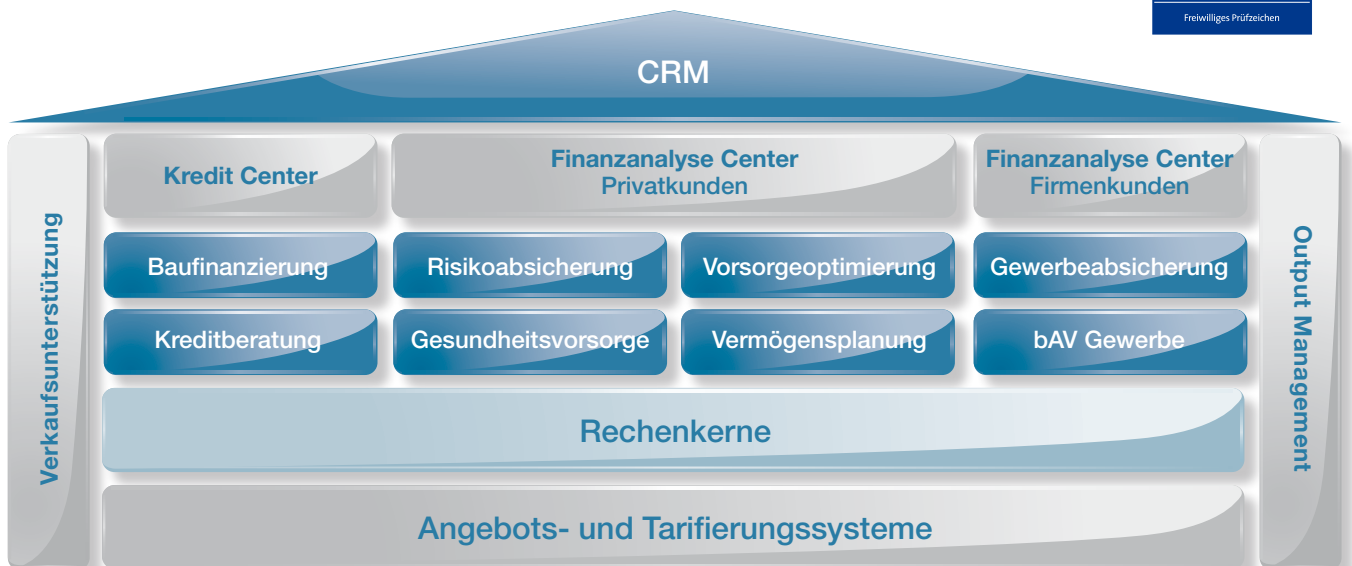 Freiwilliges Prüfzeichen
CRM
Verkaufsunterstützung
Kredit Center
Finanzanalyse Center
Privatkunden
Finanzanalyse Center
Firmenkunden
Baufinanzierung
Risikoabsicherung
Vorsorgeoptimierung
Gewerbeabsicherung
Kreditberatung
Gesundheitsvorsorge
Vermögensplanung
bAV Gewerbe
Rechenkerne
Angebots- und Tarifierungssysteme
Output Management